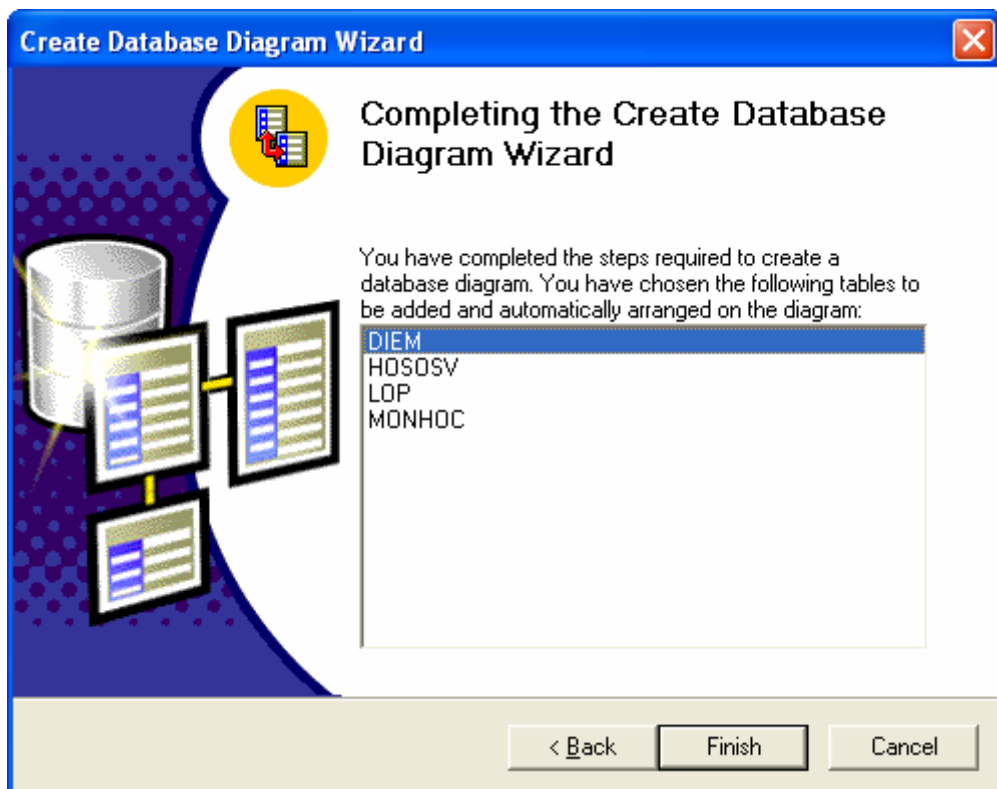 Create Database Diagram Wizard
Completing the Create Database
Diagram Wizard
You have completed the steps required to create a
database diagram. You have chosen the following tables to
be added and automatically arranged on the diagram:
DIEM
HOSOSV
LOP
MONHOC
< Back
Finish
Cancel